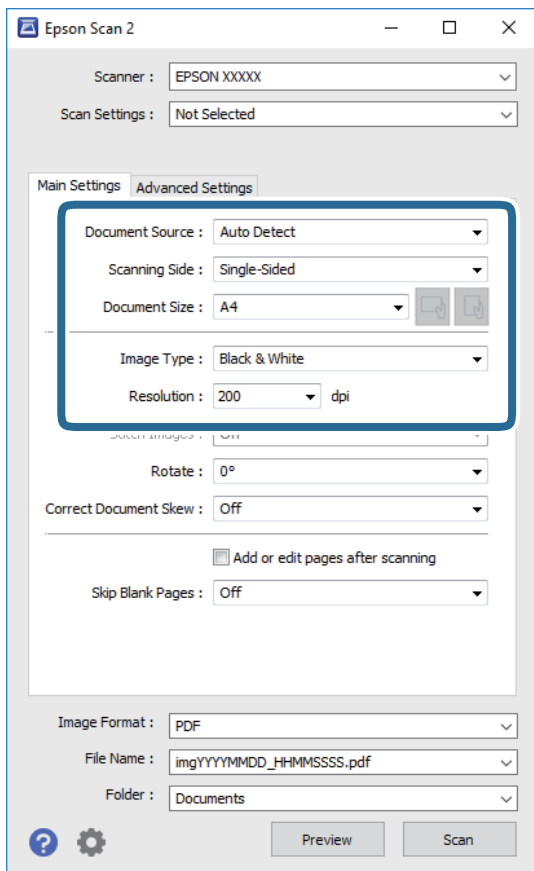 Epson Scan 2
Scanner : EPSON XXXXX
Scan Settings : Not Selected
Main Settings Advanced Settings
Document Source : Auto Detect
Scanning Side : Single-Sided
Document Size : A4
Image Type : Black & White
Resolution : 200 dpi
Stitch Images : Off
Rotate : 0°
Correct Document Skew : Off
Add or edit pages after scanning
Skip Blank Pages : Off
Image Format : PDF
File Name : imgYYYYMMDD_HHMMSSSS.pdf
Folder : Documents
? Preview Scan